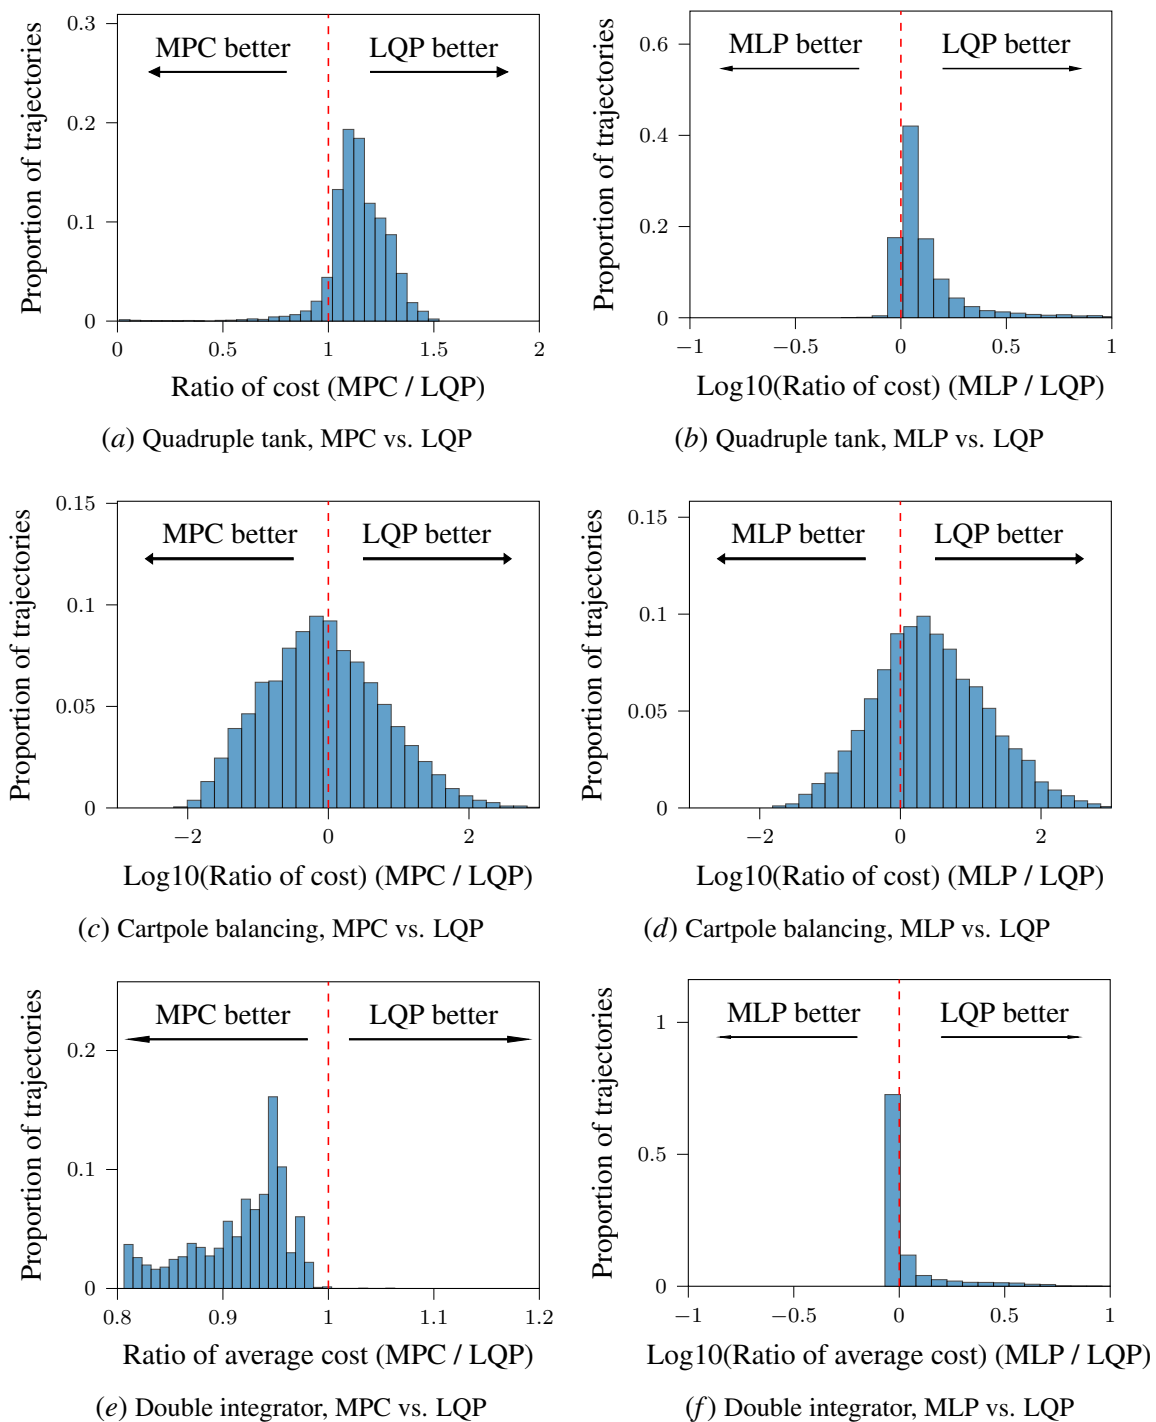 Proportion of trajectories
0.3
0.2
0.1
0
MPC better
LQP better
0
0.5
1
1.5
2
Ratio of cost (MPC / LQP)
(a) Quadruple tank, MPC vs. LQP
Proportion of trajectories
0.6
0.4
0.2
0
MLP better
LQP better
−1
−0.5
0
0.5
1
Log10(Ratio of cost) (MLP / LQP)
(b) Quadruple tank, MLP vs. LQP
Proportion of trajectories
0.15
0.1
0.05
0
MPC better
LQP better
−2
0
2
Log10(Ratio of cost) (MPC / LQP)
(c) Cartpole balancing, MPC vs. LQP
Proportion of trajectories
0.15
0.1
0.05
0
MLP better
LQP better
−2
0
2
Log10(Ratio of cost) (MLP / LQP)
(d) Cartpole balancing, MLP vs. LQP
Proportion of trajectories
0.2
0.1
0
MPC better
LQP better
0.8
0.9
1
1.1
1.2
Ratio of average cost (MPC / LQP)
(e) Double integrator, MPC vs. LQP
Proportion of trajectories
1
0.5
0
MLP better
LQP better
−1
−0.5
0
0.5
1
Log10(Ratio of average cost) (MLP / LQP)
(f) Double integrator, MLP vs. LQP